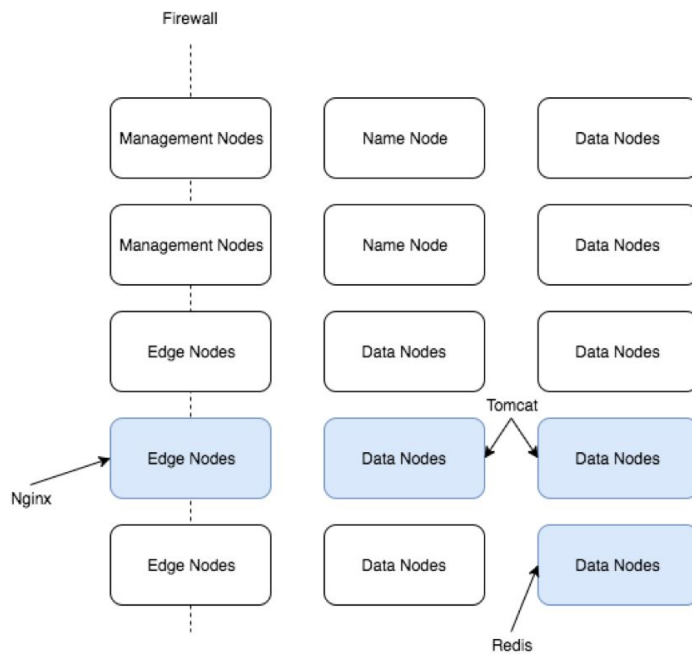 Firewall
Management Nodes
Name Node
Data Nodes
Management Nodes
Name Node
Data Nodes
Edge Nodes
Data Nodes
Data Nodes
Tomcat
Edge Nodes
Data Nodes
Data Nodes
Nginx
Edge Nodes
Data Nodes
Data Nodes
Redis